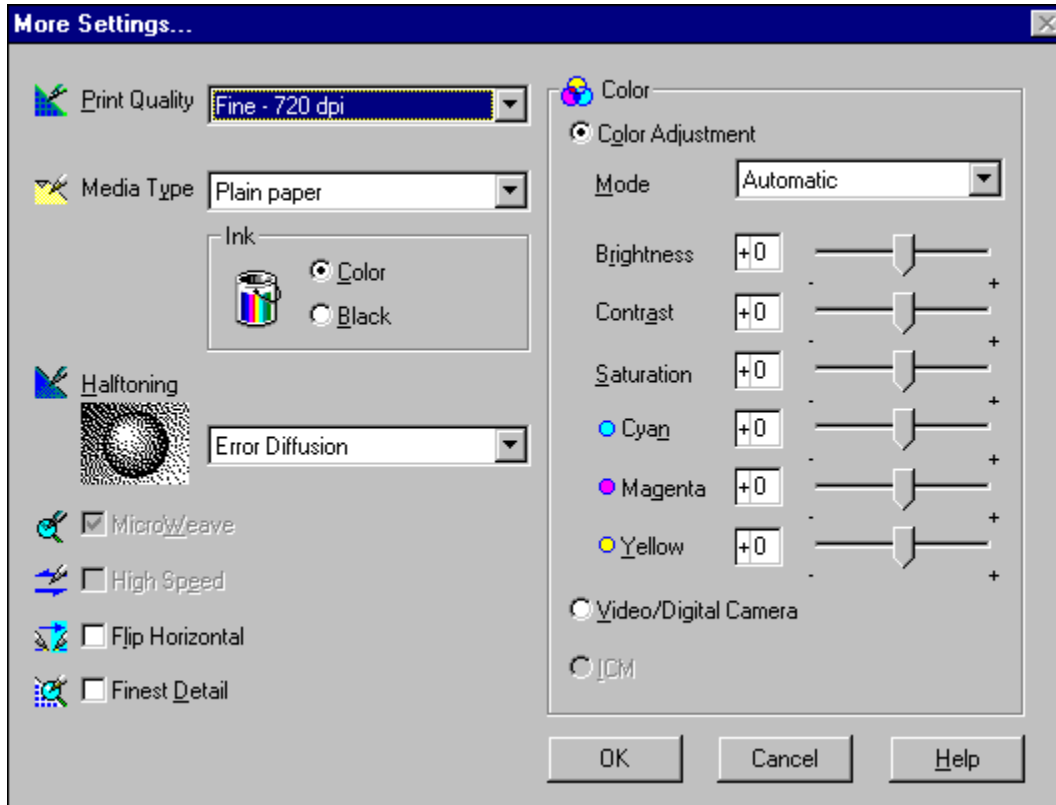 More Settings...
Print Quality
Fine - 720 dpi
Media Type
Plain paper
Ink
Color
Black
Halftoning
Error Diffusion
MicroWeave
High Speed
Flip Horizontal
Finest Detail
Color
Color Adjustment
Mode
Automatic
Brightness +0
- +
Contrast +0
- +
Saturation +0
- +
Cyan +0
- +
Magenta +0
- +
Yellow +0
- +
Video/Digital Camera
ICM
OK
Cancel
Help